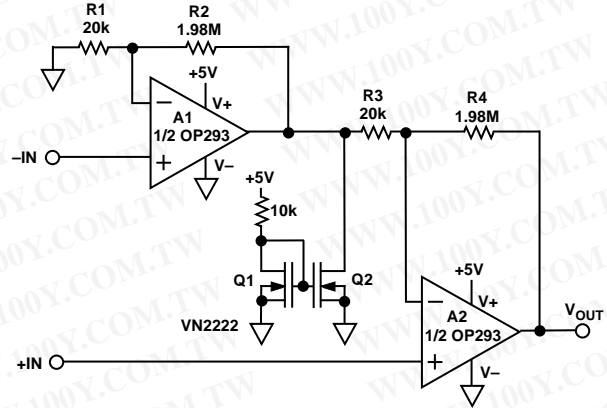 R1
20k
R2
1.98M
+5V
V+
A1
1/2 OP293
V–
–IN
R3
20k
R4
1.98M
+5V
10k
Q1
Q2
VN2222
+5V
V+
A2
1/2 OP293
V–
VOUT
+IN
WWW.100Y.COM.TW